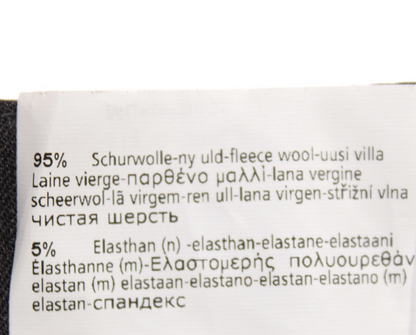 95% Schurwolle-ny uld-fleece wool-uusi villa
Laine vierge-παρθένο μαλλί-lana vergine
scheerwol-lã virgem-ren ull-lana virgen-střižní vlna
чистая шерсть
5% Elasthan (n) -elasthan-elastane-elastaani
Élasthanne (m)-Ελαστομερής πολυουρεθάν
elastan (m) elastaan-elastano-elastan-elastano (m)
elastan-спандекс